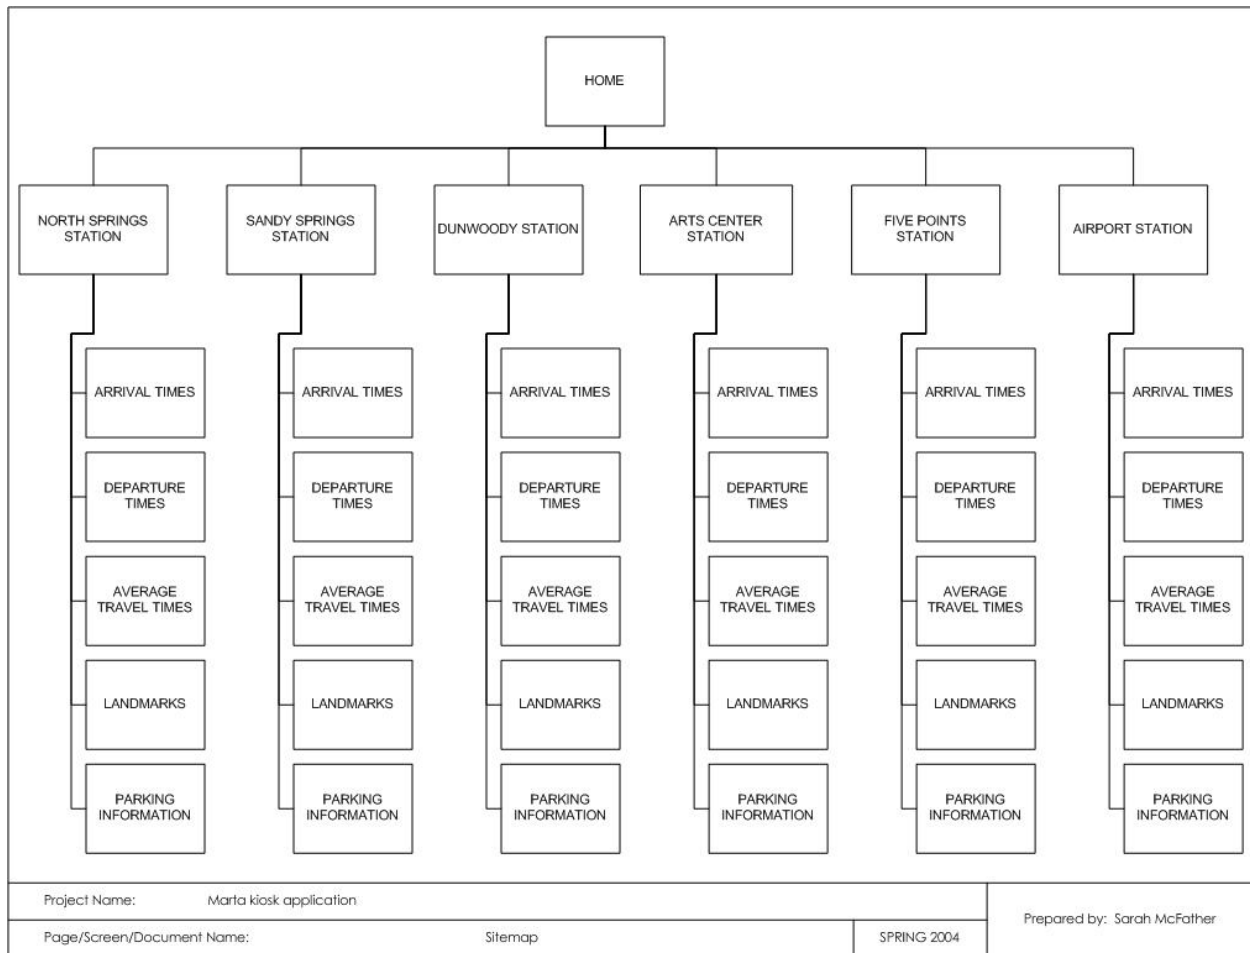 HOME
NORTH SPRINGS
STATION
SANDY SPRINGS
STATION
DUNWOODY STATION
ARTS CENTER
STATION
FIVE POINTS
STATION
AIRPORT STATION
ARRIVAL TIMES
DEPARTURE
TIMES
AVERAGE
TRAVEL TIMES
LANDMARKS
PARKING
INFORMATION
ARRIVAL TIMES
DEPARTURE
TIMES
AVERAGE
TRAVEL TIMES
LANDMARKS
PARKING
INFORMATION
ARRIVAL TIMES
DEPARTURE
TIMES
AVERAGE
TRAVEL TIMES
LANDMARKS
PARKING
INFORMATION
ARRIVAL TIMES
DEPARTURE
TIMES
AVERAGE
TRAVEL TIMES
LANDMARKS
PARKING
INFORMATION
ARRIVAL TIMES
DEPARTURE
TIMES
AVERAGE
TRAVEL TIMES
LANDMARKS
PARKING
INFORMATION
ARRIVAL TIMES
DEPARTURE
TIMES
AVERAGE
TRAVEL TIMES
LANDMARKS
PARKING
INFORMATION
Project Name: Marta kiosk application
Page/Screen/Document Name: Sitemap
SPRING 2004
Prepared by: Sarah McFather